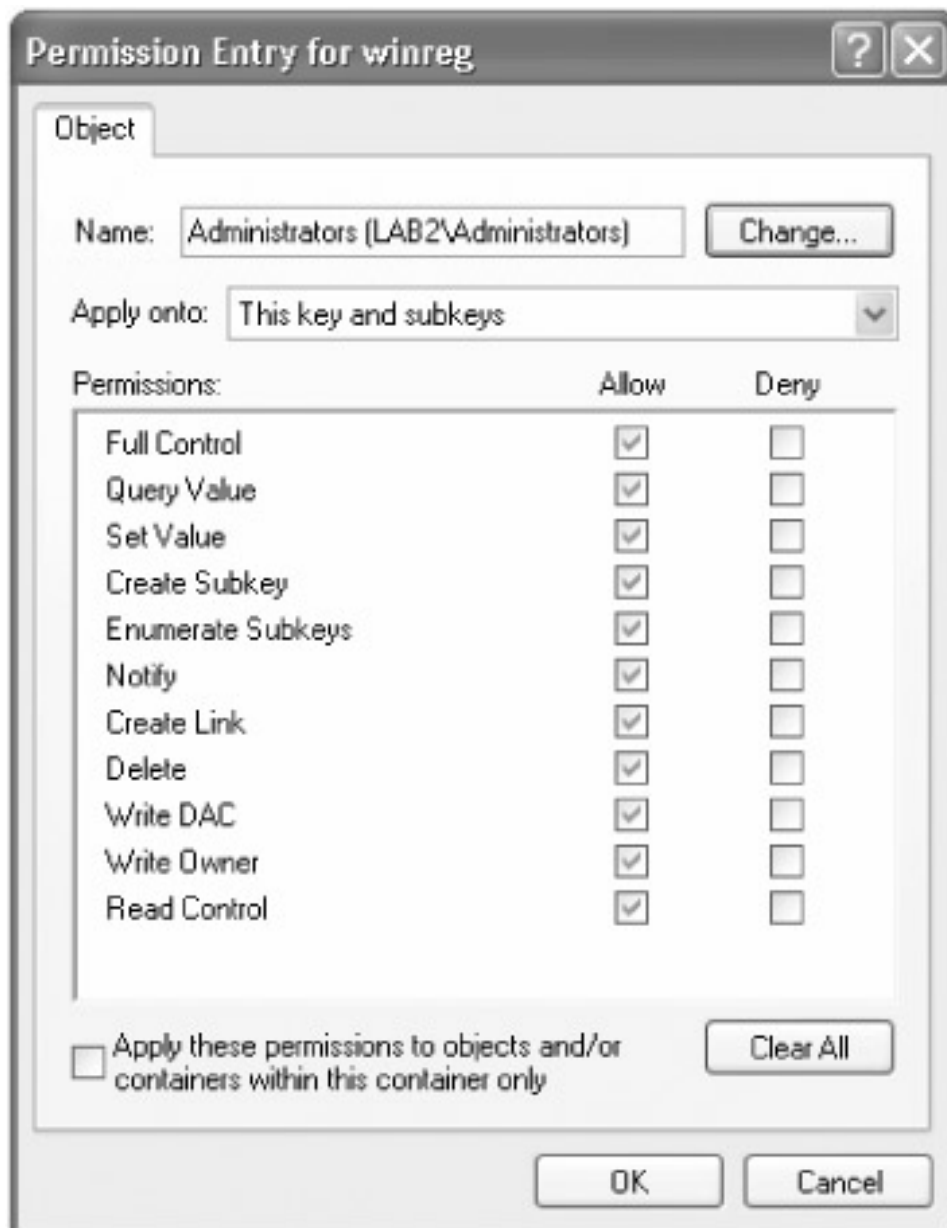 Permission Entry for winreg
Object
Name: Administrators (LAB2\Administrators) Change...
Apply onto: This key and subkeys
Permissions: Allow Deny
Full Control
Query Value
Set Value
Create Subkey
Enumerate Subkeys
Notify
Create Link
Delete
Write DAC
Write Owner
Read Control
Apply these permissions to objects and/or
containers within this container only
Clear All
OK Cancel